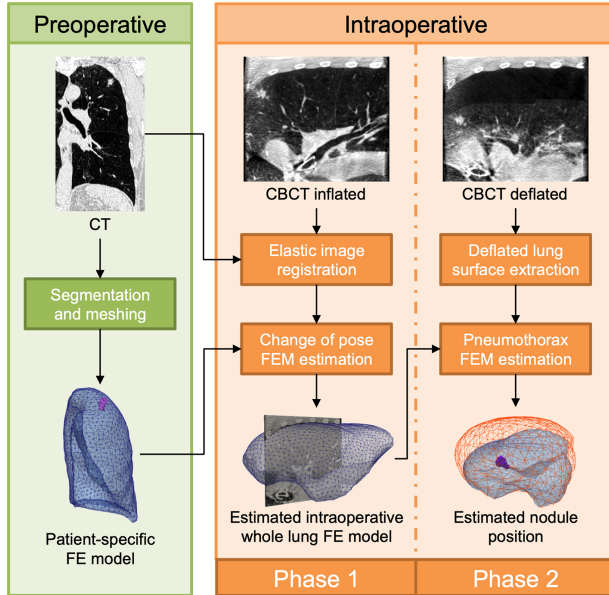 Preoperative
CT
Segmentation
and meshing
Patient-specific
FE model
Intraoperative
CBCT inflated
Elastic image
registration
Change of pose
FEM estimation
Estimated intraoperative
whole lung FE model
Phase 1
CBCT deflated
Deflated lung
surface extraction
Pneumothorax
FEM estimation
Estimated nodule
position
Phase 2